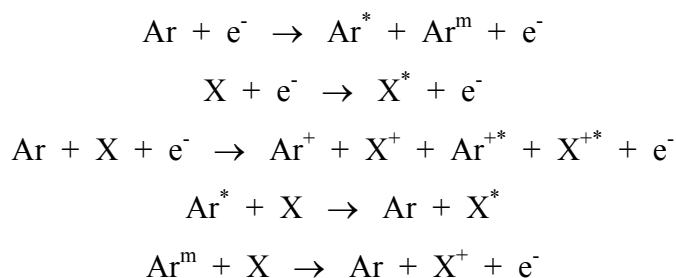 Ar + e⁻ → Ar* + Arᵐ + e⁻
X + e⁻ → X* + e⁻
Ar + X + e⁻ → Ar⁺ + X⁺ + Ar⁺* + X⁺* + e⁻
Ar* + X → Ar + X*
Arᵐ + X → Ar + X⁺ + e⁻